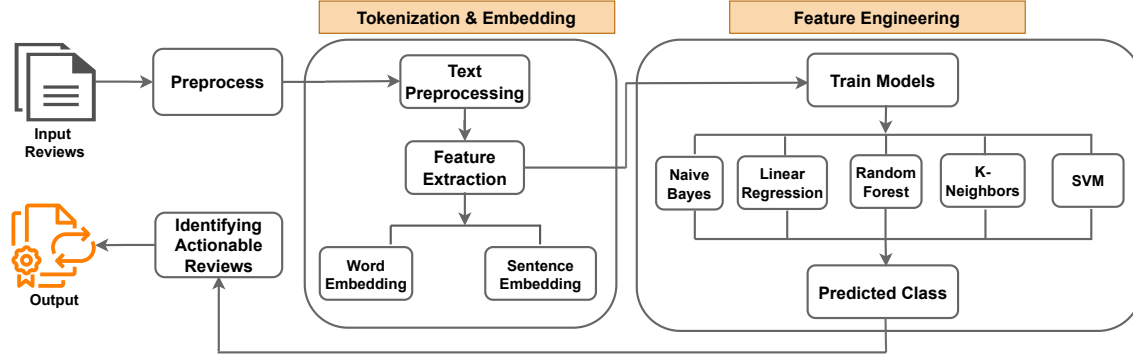 Tokenization & Embedding
Feature Engineering
Input
Reviews
Preprocess
Text
Preprocessing
Feature
Extraction
Word
Embedding
Sentence
Embedding
Train Models
Naive
Bayes
Linear
Regression
Random
Forest
K-
Neighbors
SVM
Predicted Class
Identifying
Actionable
Reviews
Output